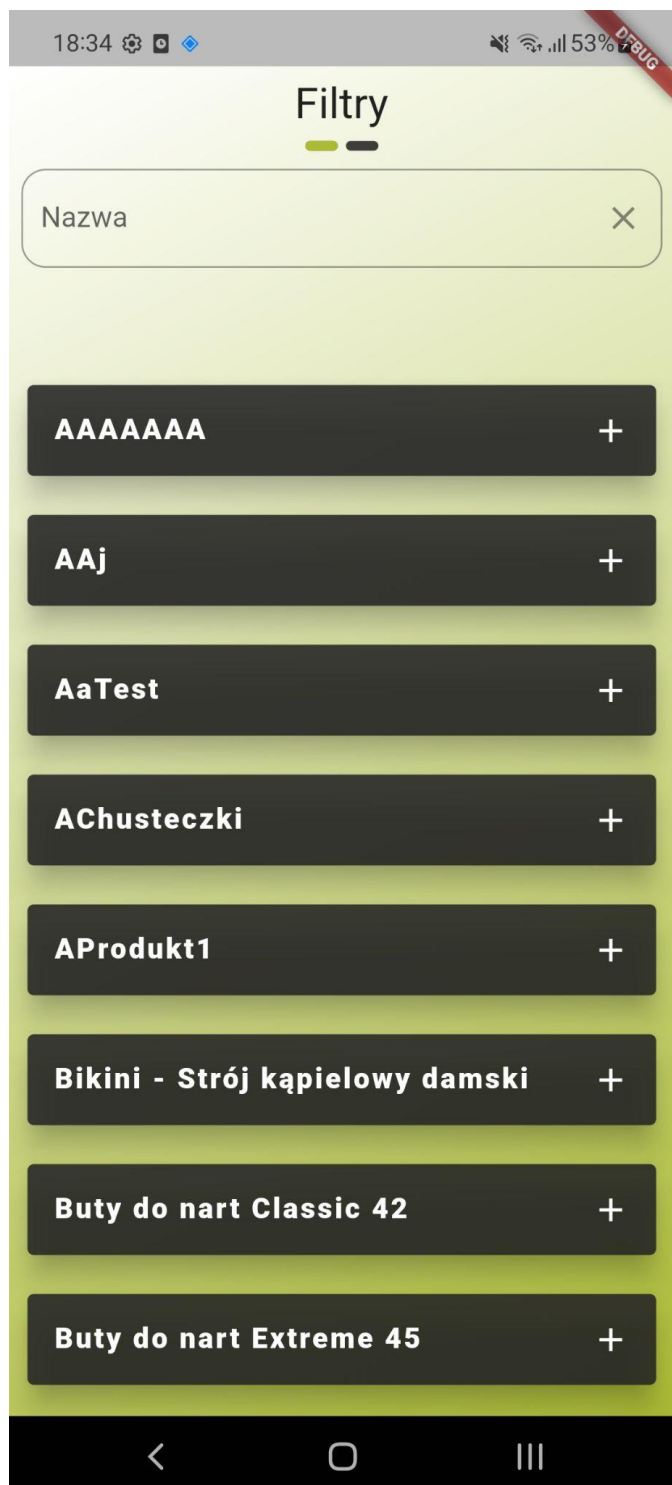 18:34
53%
DEBUG
Filtry
Nazwa
AAAAAAA
AAj
AaTest
AChusteczki
AProdukt1
Bikini - Strój kąpielowy damski
Buty do nart Classic 42
Buty do nart Extreme 45